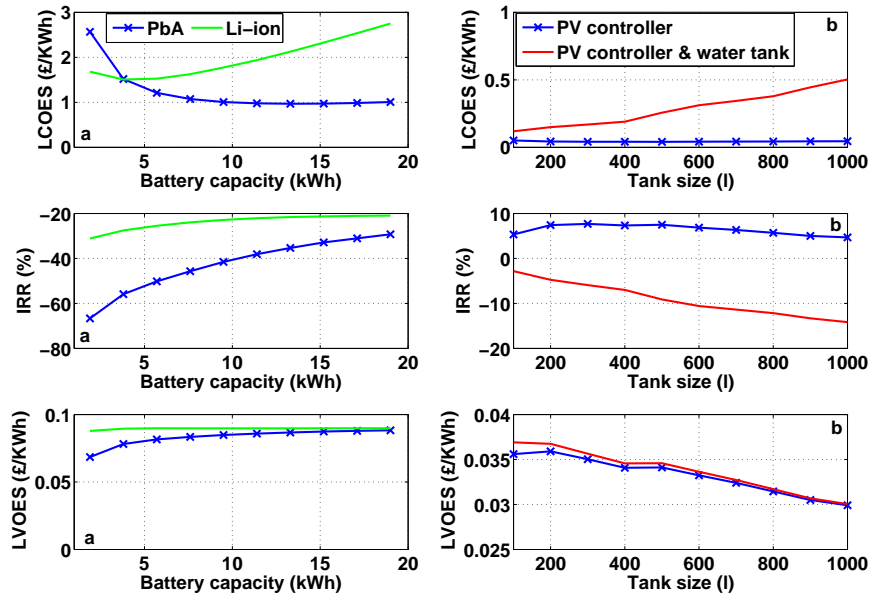 PbA
Li-ion
3
2
1
0
LCOES (£/KWh)
a
5
10
15
20
Battery capacity (kWh)
PV controller
PV controller & water tank
b
1
0.5
0
LCOES (£/KWh)
200
400
600
800
1000
Tank size (l)
-20
-40
-60
-80
IRR (%)
a
5
10
15
20
Battery capacity (kWh)
10
0
-10
-20
IRR (%)
b
200
400
600
800
1000
Tank size (l)
0.1
0.05
0
LVOES (£/KWh)
a
5
10
15
20
Battery capacity (kWh)
0.04
0.035
0.03
0.025
LVOES (£/KWh)
b
200
400
600
800
1000
Tank size (l)